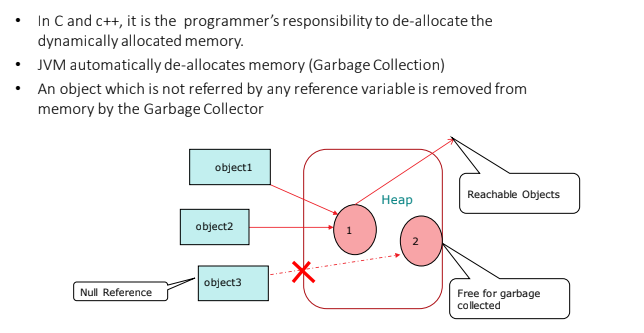 • In C and c++, it is the programmer's responsibility to de-allocate the
dynamically allocated memory.
• JVM automatically de-allocates memory (Garbage Collection)
• An object which is not referred by any reference variable is removed from
memory by the Garbage Collector
object1
Reachable Objects
Heap
object2
1
2
object3
Null Reference
Free for garbage
collected